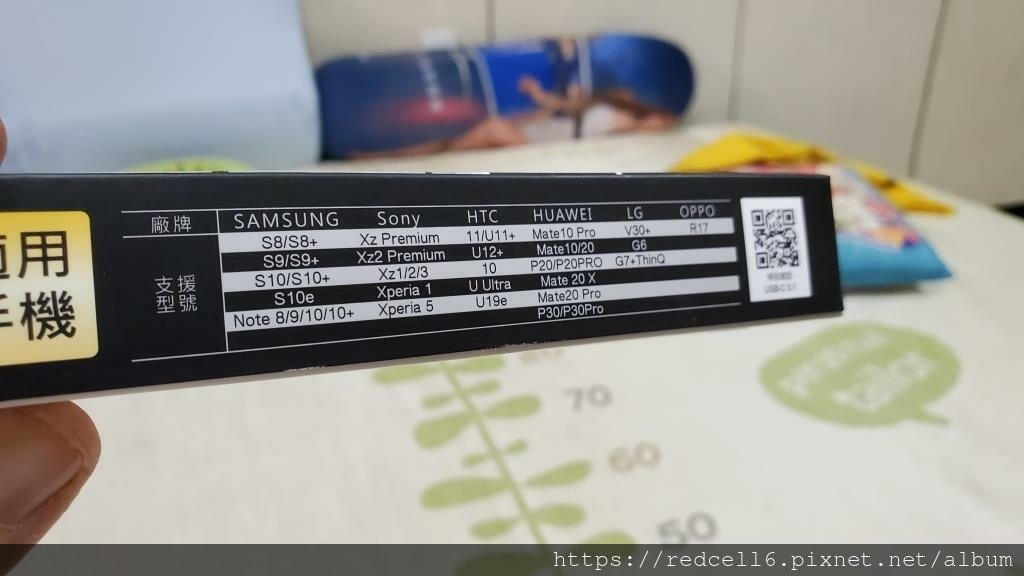 適用
手機
廠牌 SAMSUNG Sony HTC HUAWEI LG OPPO
支援
型號
S8/S8+ Xz Premium 11/U11+ Mate10 Pro V30+ R17
S9/S9+ Xz2 Premium U12+ Mate10/20 G6
S10/S10+ Xz1/2/3 10 P20/P20PRO G7+ThinQ
S10e Xperia 1 U Ultra Mate 20 X
Note 8/9/10/10+ Xperia 5 U19e Mate20 Pro
P30/P30Pro
70
60
50
https://redcell6.pixnet.net/album